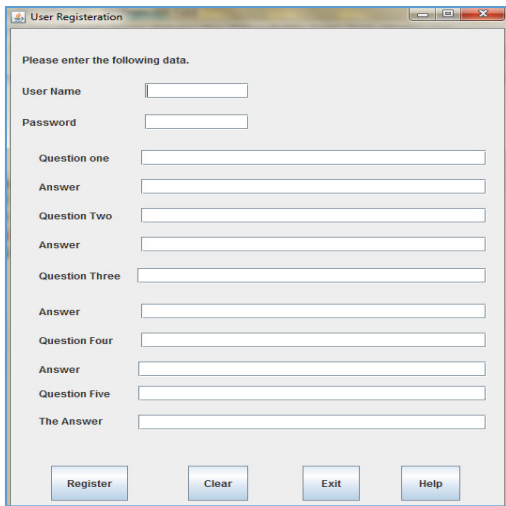 User Registeration
Please enter the following data.
User Name
Password
Question one
Answer
Question Two
Answer
Question Three
Answer
Question Four
Answer
Question Five
The Answer
Register Clear Exit Help